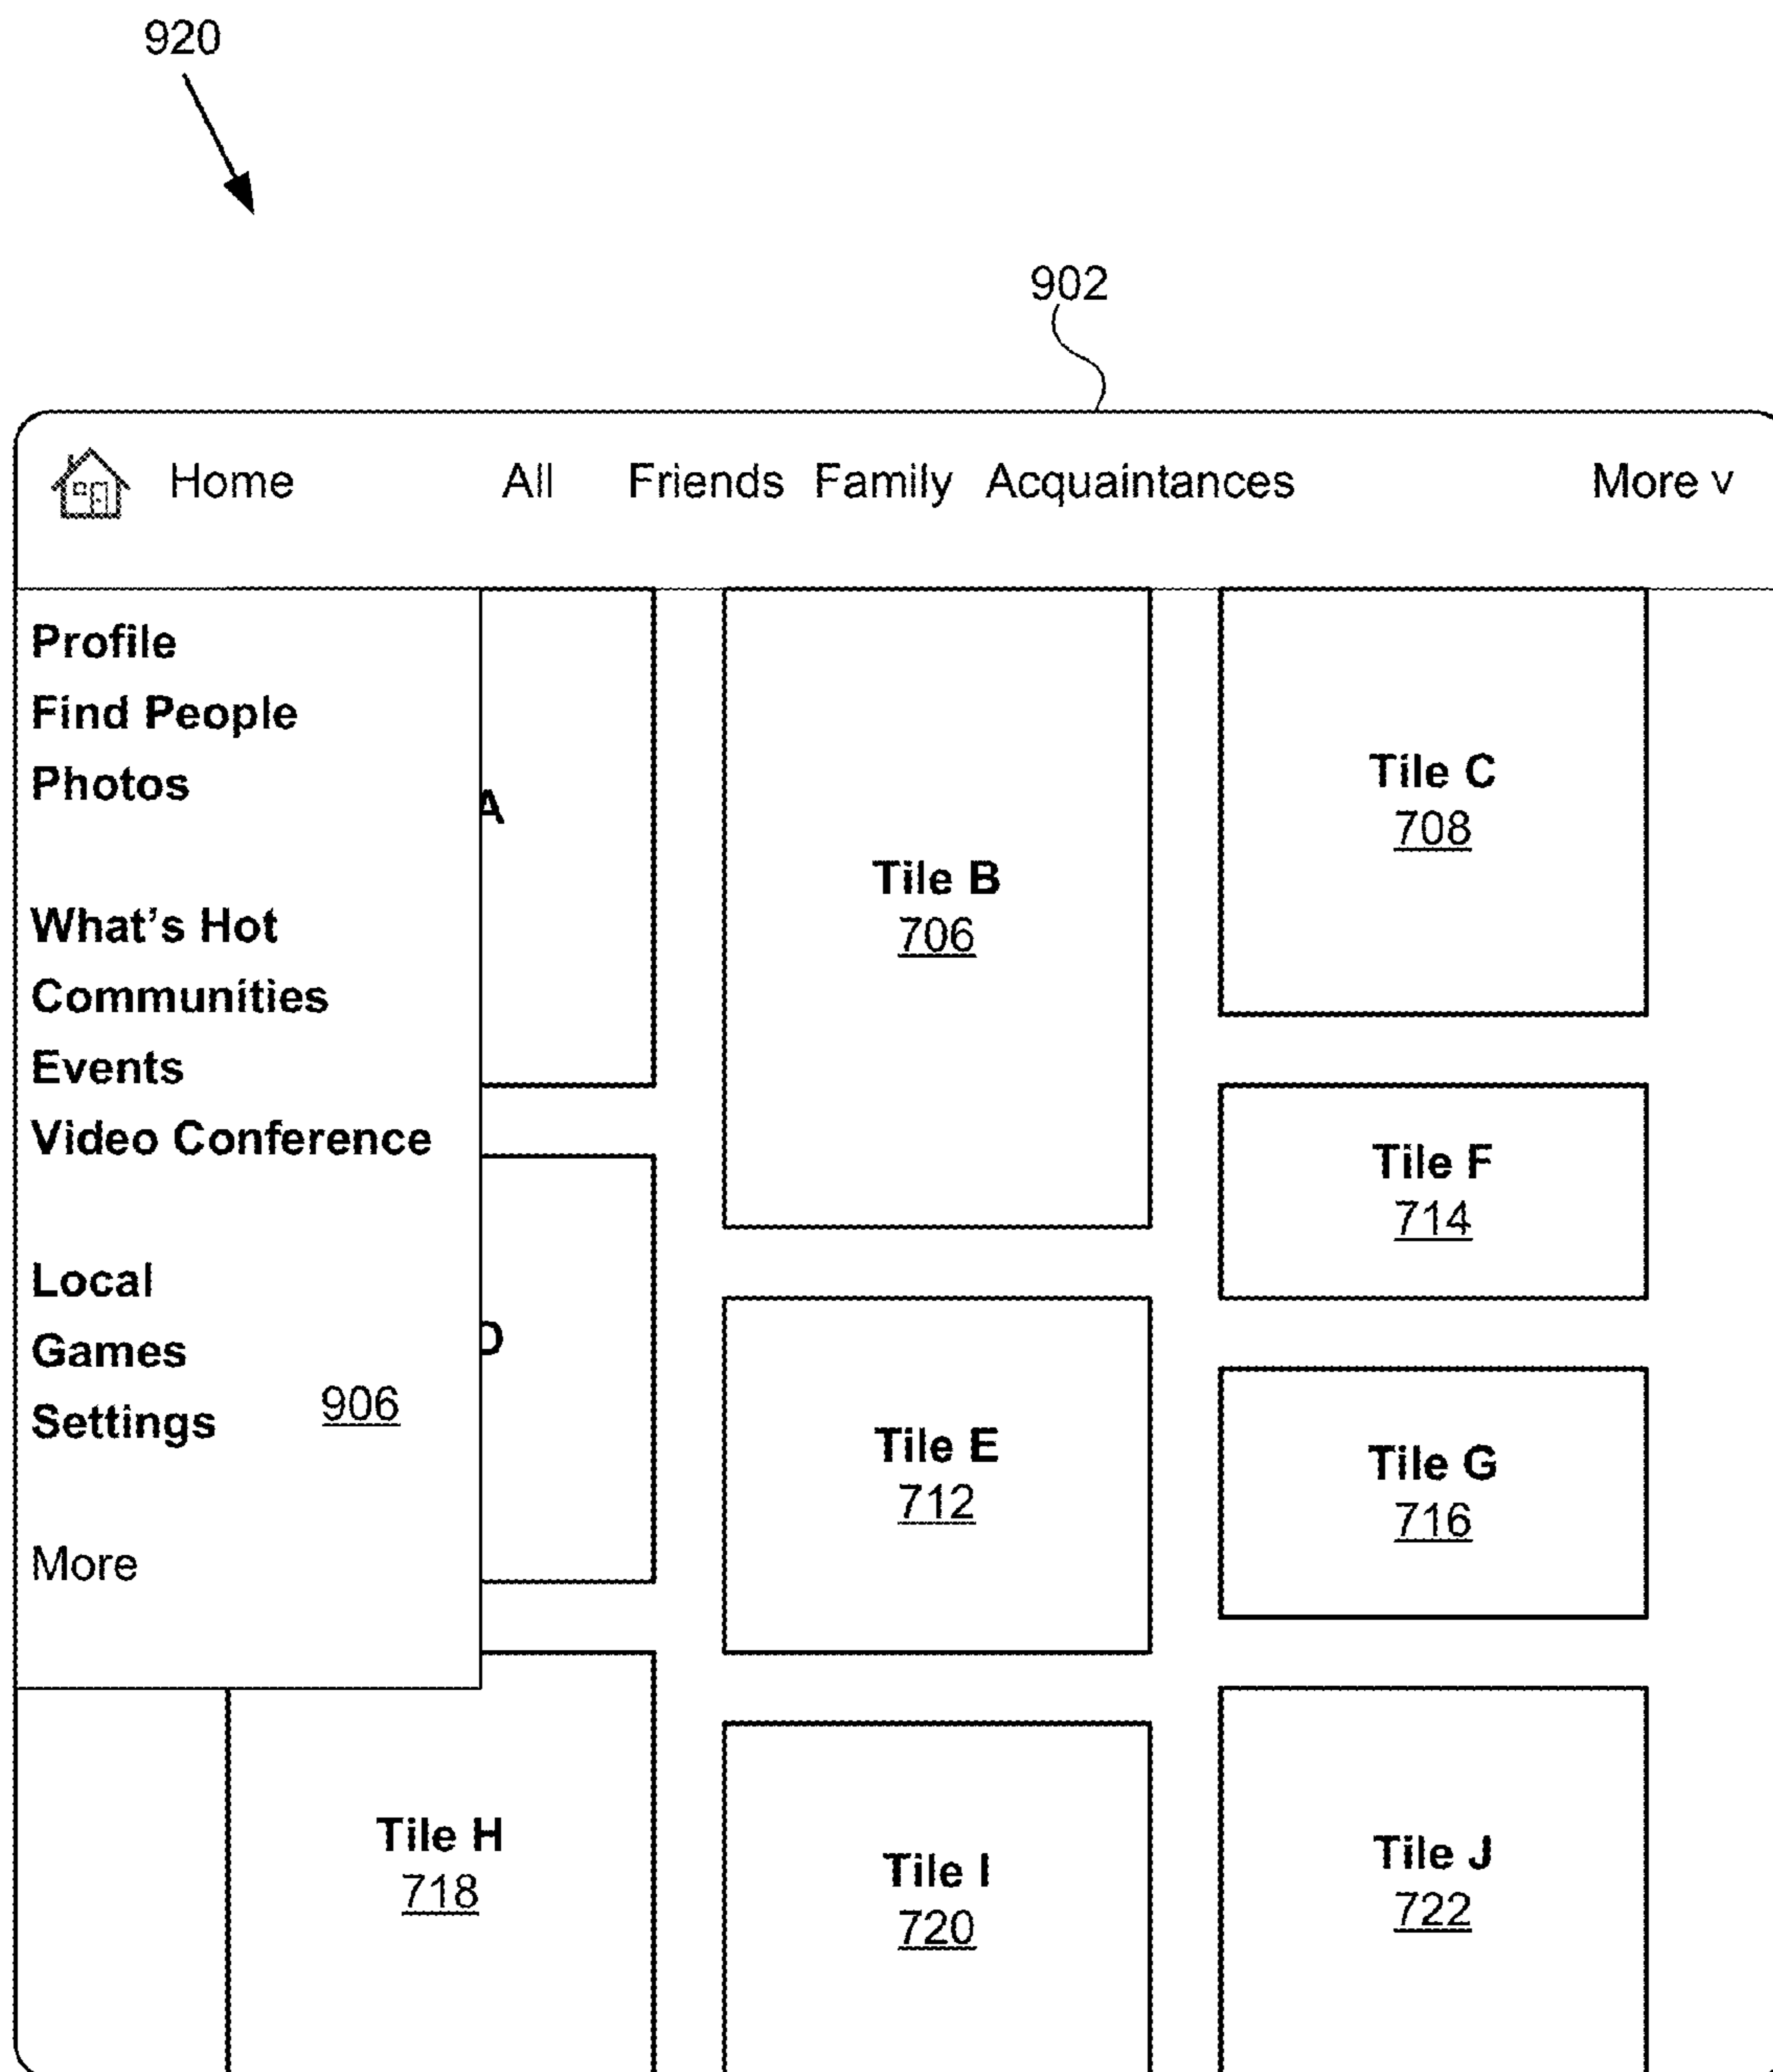 920
902
Home All Friends Family Acquaintances More v
Profile
Find People
Photos
What's Hot
Communities
Events
Video Conference
Local
Games
Settings
906
More
A
D
Tile B
706
Tile C
708
Tile F
714
Tile E
712
Tile G
716
Tile H
718
Tile I
720
Tile J
722